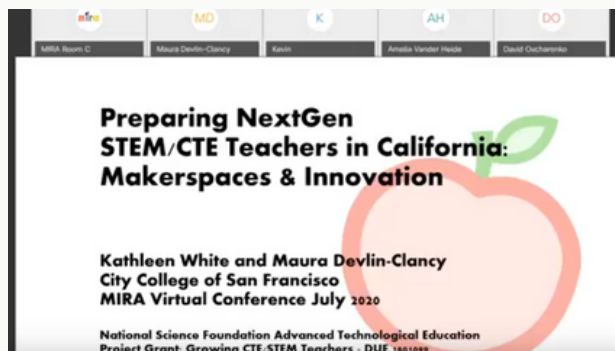 mira
MD
K
AH
DO
MIRA Room C
Maura Devlin-Clancy
Kevin
Amelia Vander Heide
David Ovcharenko
Preparing NextGen
STEM/CTE Teachers in California:
Makerspaces & Innovation
Kathleen White and Maura Devlin-Clancy
City College of San Francisco
MIRA Virtual Conference July 2020
National Science Foundation Advanced Technological Education
Project Grant: Growing CTE/STEM Teachers - DUE